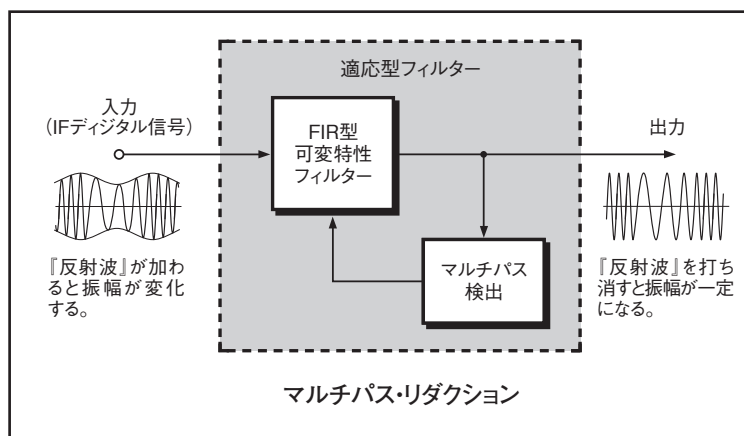 適応型フィルター
入力
（IFディジタル信号）
FIR型
可変特性
フィルター
出力
マルチパス
検出
『反射波』が加わ
ると振幅が変化
する。
『反射波』を打ち
消すと振幅が一定
になる。
マルチパス・リダクション